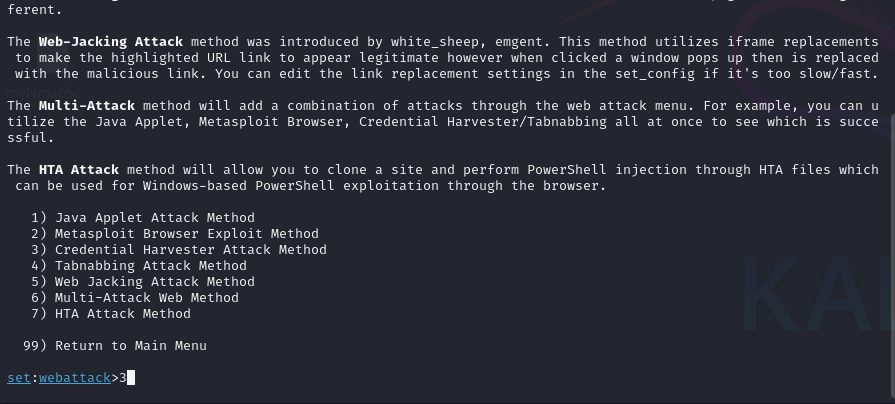 ferent.
The Web-Jacking Attack method was introduced by white_sheep, emgent. This method utilizes iframe replacements
to make the highlighted URL link to appear legitimate however when clicked a window pops up then is replaced
with the malicious link. You can edit the link replacement settings in the set_config if it's too slow/fast.
The Multi-Attack method will add a combination of attacks through the web attack menu. For example, you can u
tilize the Java Applet, Metasploit Browser, Credential Harvester/Tabnabbing all at once to see which is succe
ssful.
The HTA Attack method will allow you to clone a site and perform PowerShell injection through HTA files which
can be used for Windows-based PowerShell exploitation through the browser.
1) Java Applet Attack Method
2) Metasploit Browser Exploit Method
3) Credential Harvester Attack Method
4) Tabnabbing Attack Method
5) Web Jacking Attack Method
6) Multi-Attack Web Method
7) HTA Attack Method
99) Return to Main Menu
set:webattack>3